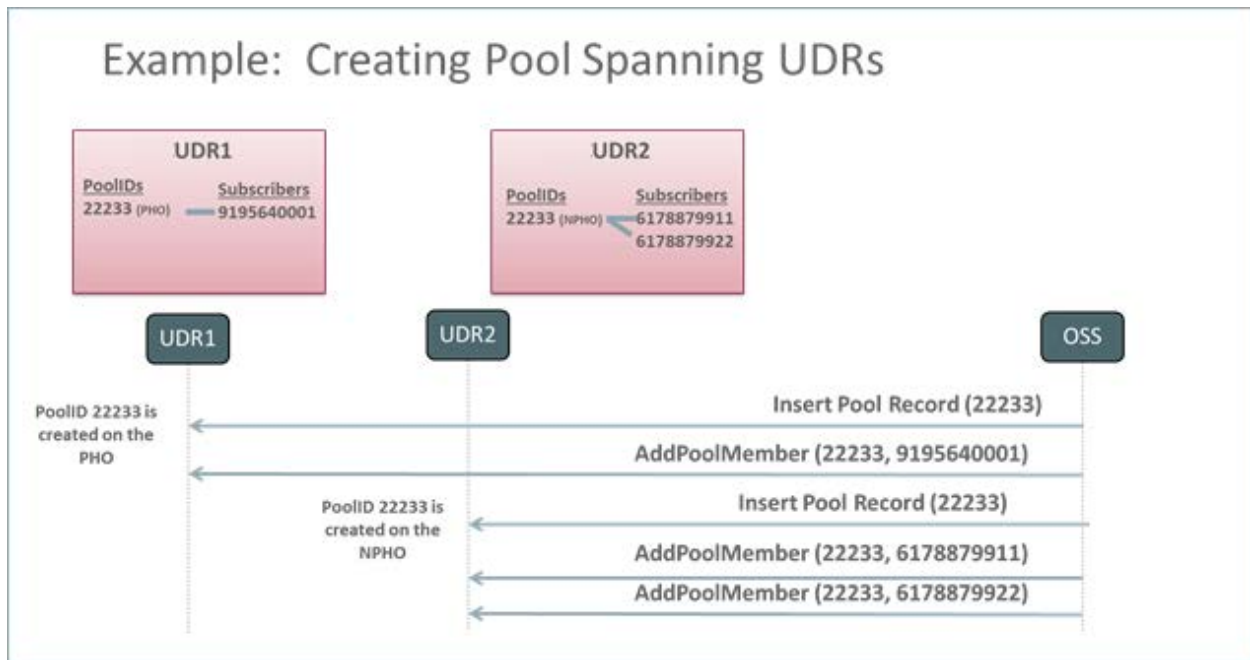 Example: Creating Pool Spanning UDRs
UDR1
PoolIDs Subscribers
22233 (PHO) 9195640001
UDR2
PoolIDs Subscribers
22233 (NPHO) 6178879911
6178879922
UDR1
UDR2
OSS
PoolID 22233 is
created on the
PHO
Insert Pool Record (22233)
AddPoolMember (22233, 9195640001)
PoolID 22233 is
created on the
NPHO
Insert Pool Record (22233)
AddPoolMember (22233, 6178879911)
AddPoolMember (22233, 6178879922)